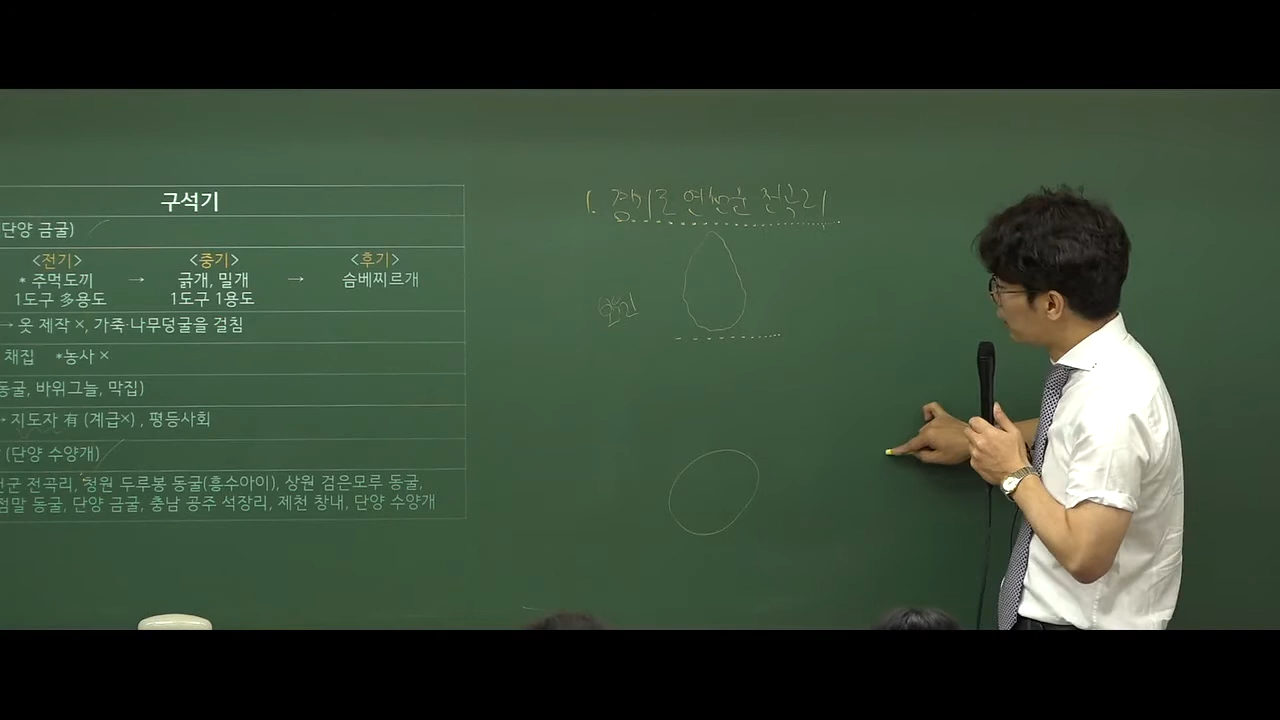 구석기
단양 금굴)
<전기> <중기> <후기>
* 주먹도끼 → 긁개, 밀개 → 슴베찌르개
1도구 多용도 1도구 1용도
→ 옷 제작 ×, 가죽·나무덩굴을 걸침
채집 *농사 ×
동굴, 바위그늘, 막집)
지도자 有 (계급×) , 평등사회
(단양 수양개)
전곡리, 청원 두루봉 동굴(흥수아이), 상원 검은모루 동굴,
점말 동굴, 단양 금굴, 충남 공주 석장리, 제천 창내, 단양 수양개
1. 경기도 연천군 전곡리